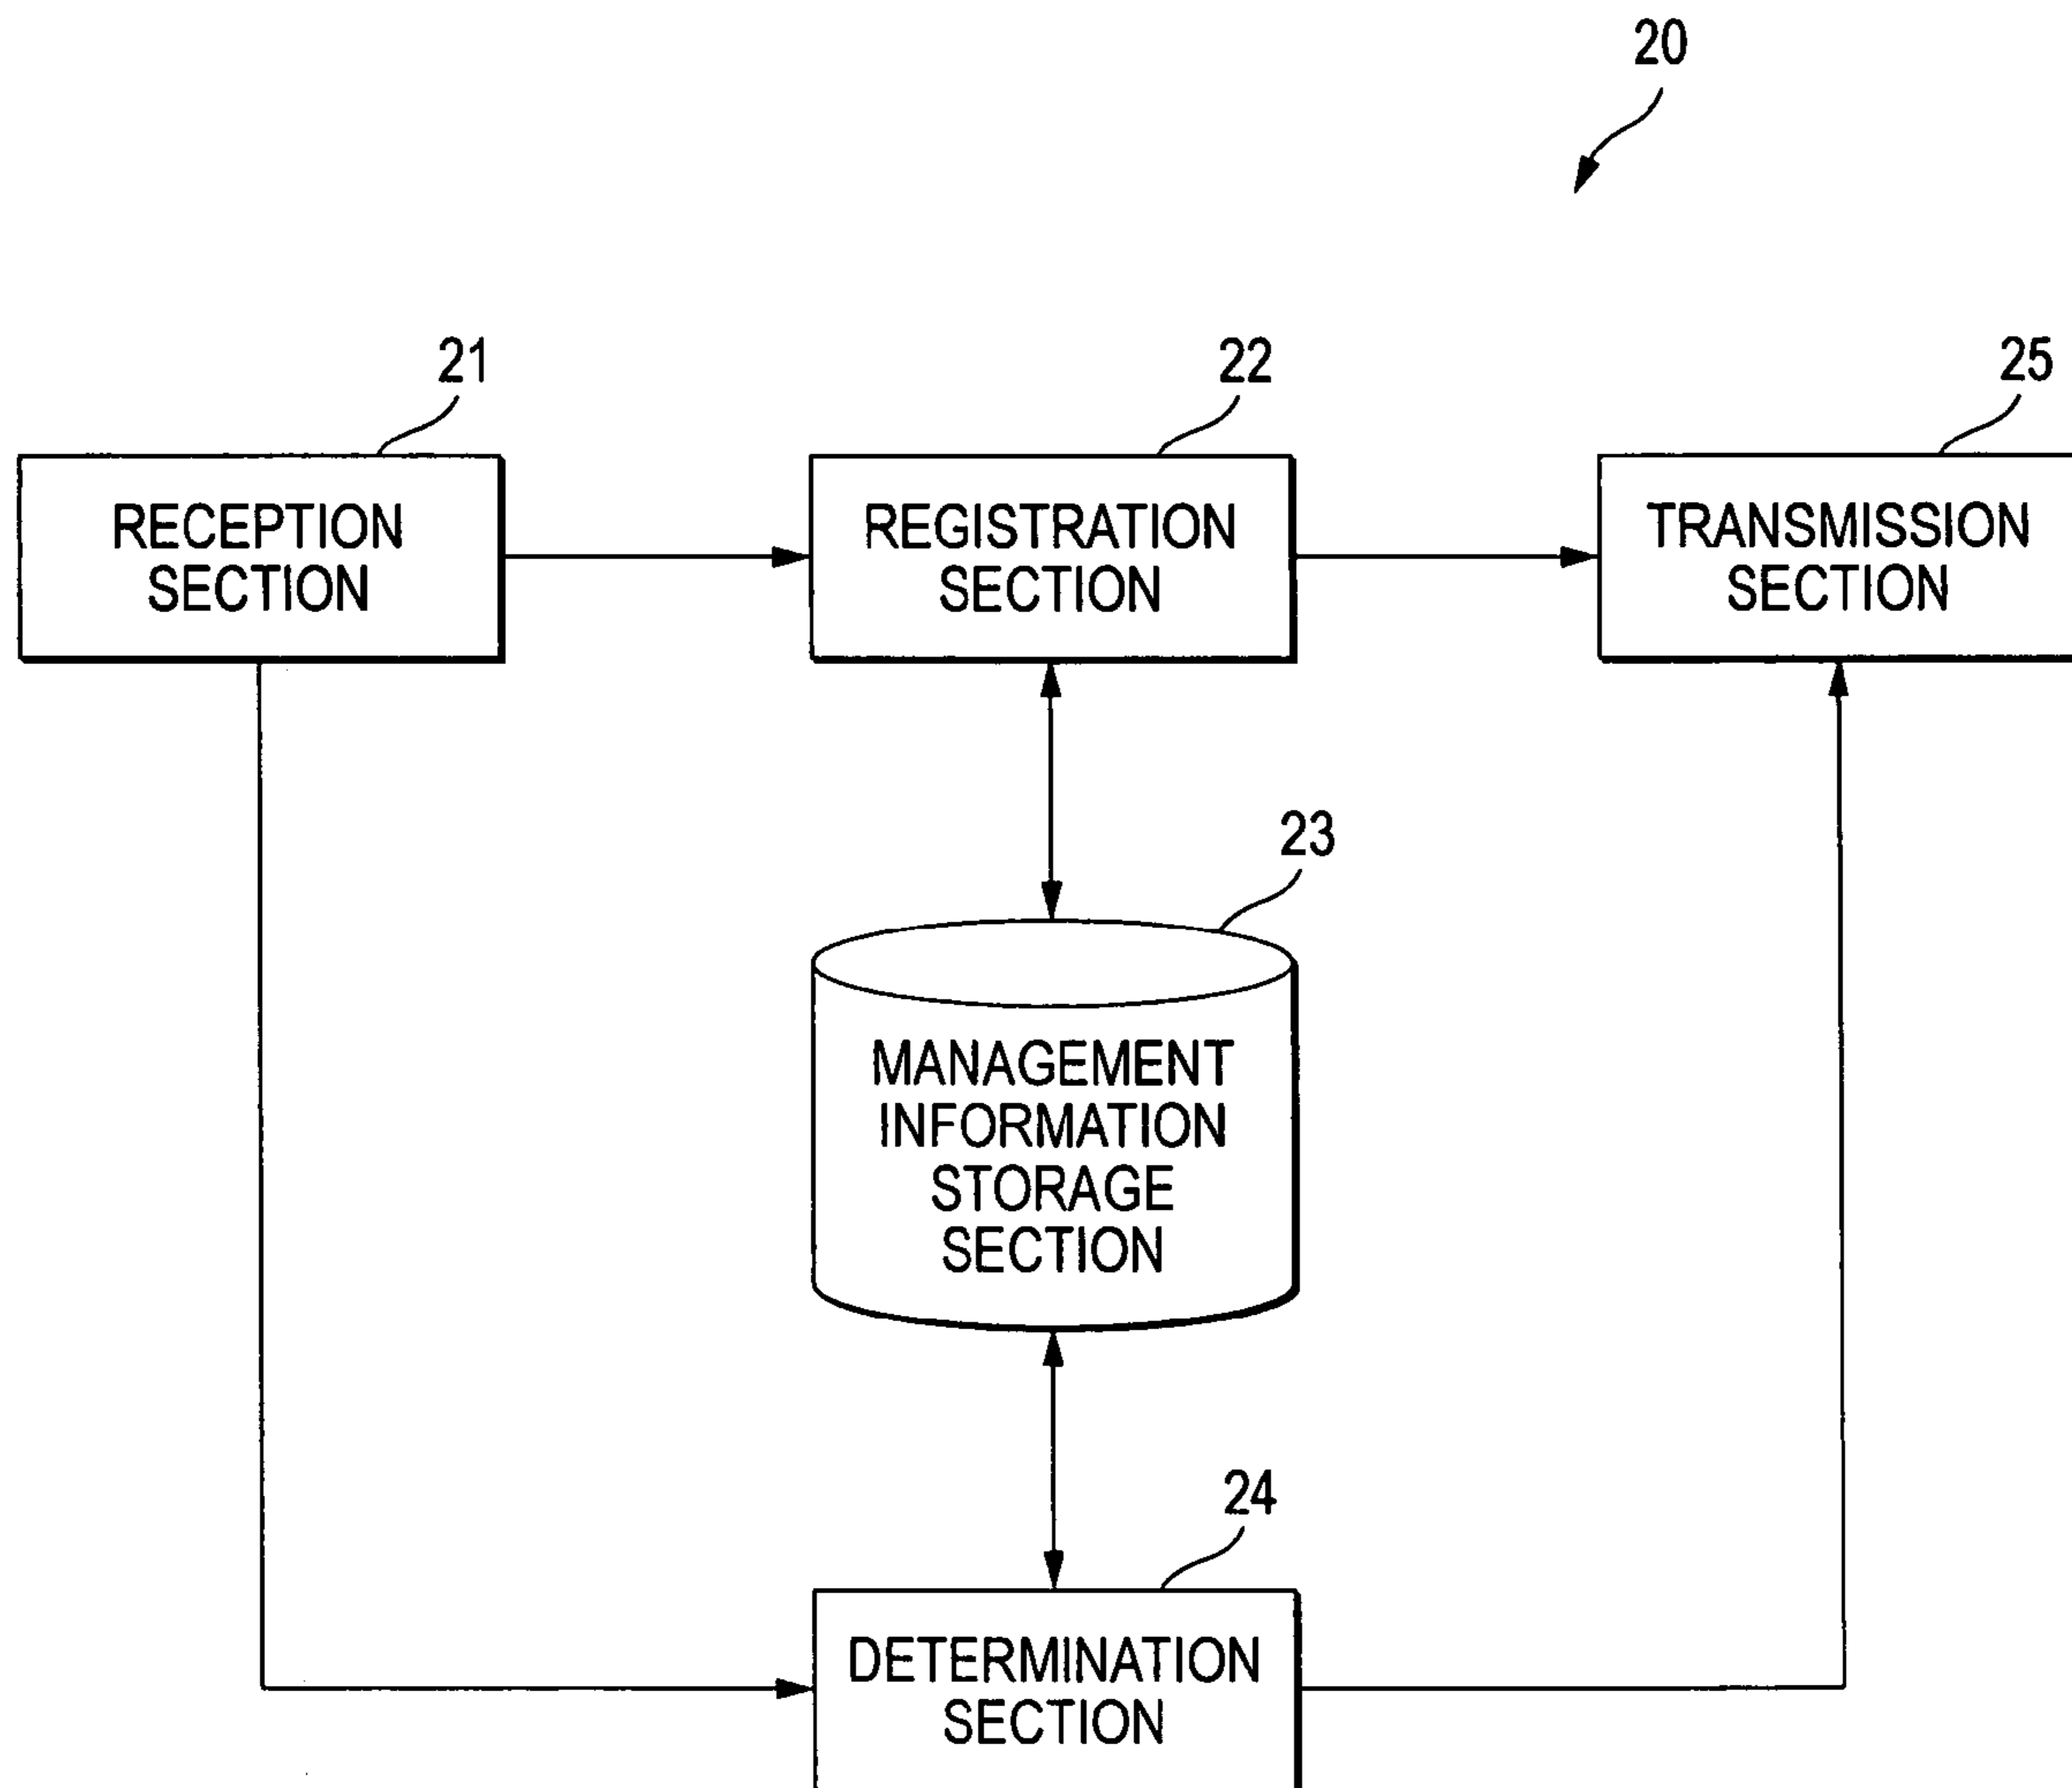 20
21
22
25
RECEPTION
SECTION
REGISTRATION
SECTION
TRANSMISSION
SECTION
23
MANAGEMENT
INFORMATION
STORAGE
SECTION
24
DETERMINATION
SECTION